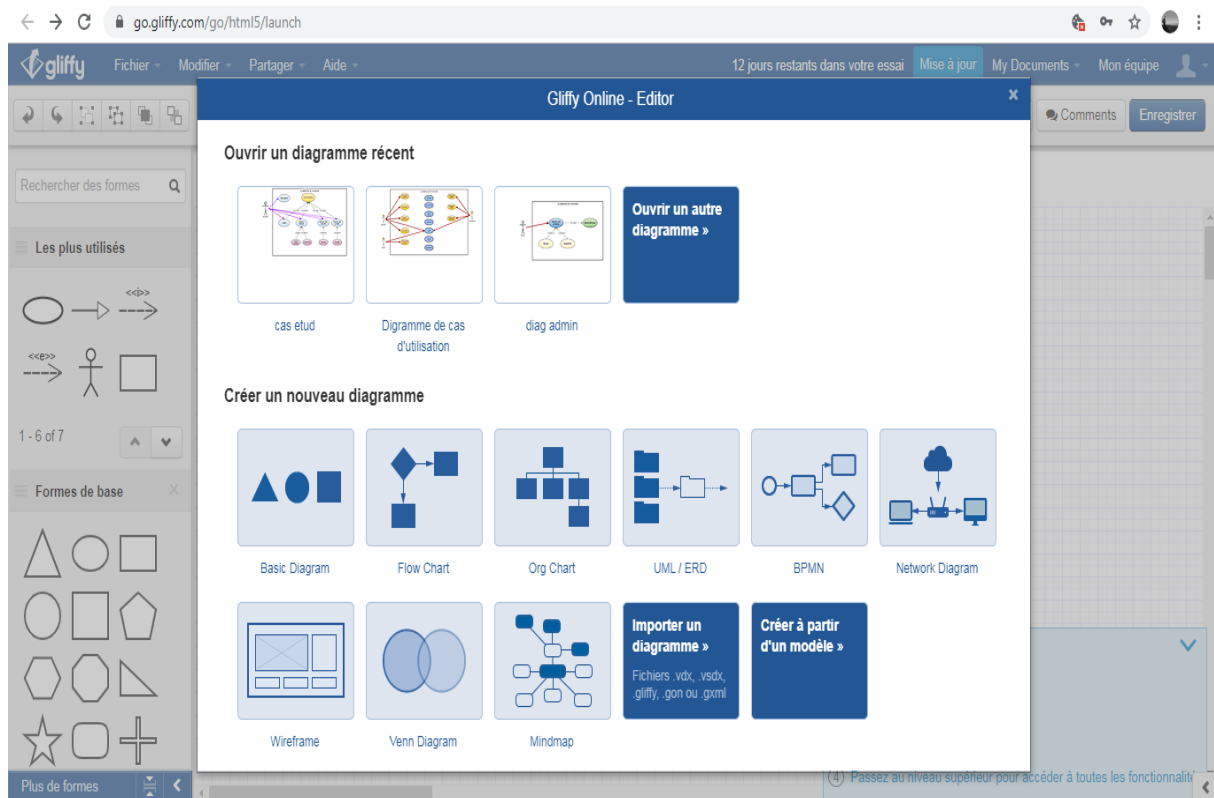 go.gliffy.com/go/html5/launch
gliffy Fichier Modifier Partager Aide 12 jours restants dans votre essai Mise à jour My Documents Mon équipe
Gliffy Online - Editor
Comments Enregistrer
Rechercher des formes
Les plus utilisés
<<i>>
<<e>>
1 - 6 of 7
Formes de base
Plus de formes
Ouvrir un diagramme récent
cas etud
Digramme de cas
d'utilisation
diag admin
Ouvrir un autre
diagramme »
Créer un nouveau diagramme
Basic Diagram
Flow Chart
Org Chart
UML / ERD
BPMN
Network Diagram
Wireframe
Venn Diagram
Mindmap
Importer un
diagramme »
Fichiers .vdx, .vsdx,
.gliffy, .gon ou .gxml
Créer à partir
d'un modèle »
(4) Passez au niveau supérieur pour accéder à toutes les fonctionnalité